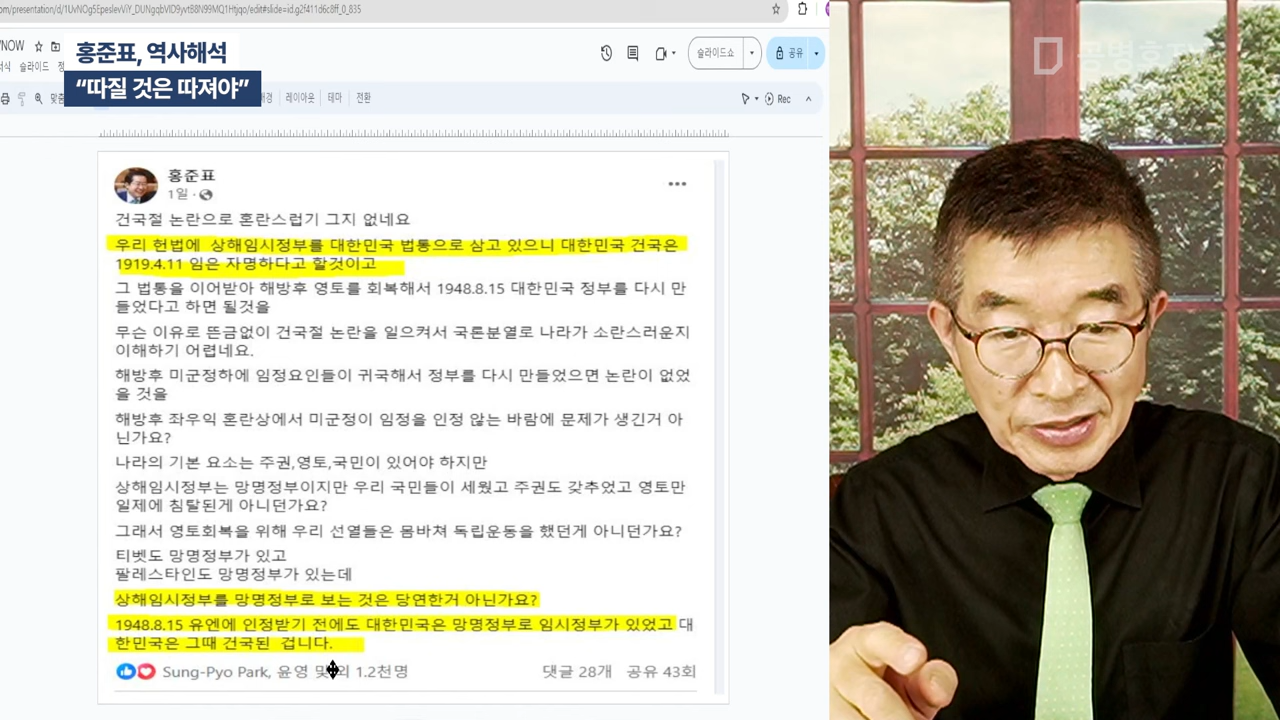 om/presentation/d/1UvNOg5EpeslevViY_DUNgqbVlD9yvtB8N99MQ1Htjqo/edit#slide=id.g2f411d6c8ff_0_835
홍준표, 역사해석
“따질 것은 따져야”
슬라이드
슬라이드쇼
공유
레이아웃
테마
전환
Rec
홍준표
1일
건국절 논란으로 혼란스럽기 그지 없네요
우리 헌법에 상해임시정부를 대한민국 법통으로 삼고 있으니 대한민국 건국은
1919.4.11 임은 자명하다고 할것이고
그 법통을 이어받아 해방후 영토를 회복해서 1948.8.15 대한민국 정부를 다시 만
들었다고 하면 될것을
무슨 이유로 뜬금없이 건국절 논란을 일으켜서 국론분열로 나라가 소란스러운지
이해하기 어렵네요.
해방후 미군정하에 임정요인들이 귀국해서 정부를 다시 만들었으면 논란이 없었
을 것을
해방후 좌우익 혼란상에서 미군정이 임정을 인정 않는 바람에 문제가 생긴거 아
닌가요?
나라의 기본 요소는 주권,영토,국민이 있어야 하지만
상해임시정부는 망명정부이지만 우리 국민들이 세웠고 주권도 갖추었고 영토만
일제에 침탈된게 아니던가요?
그래서 영토회복을 위해 우리 선열들은 몸바쳐 독립운동을 했던게 아니던가요?
티벳도 망명정부가 있고
팔레스타인도 망명정부가 있는데
상해임시정부를 망명정부로 보는 것은 당연한거 아닌가요?
1948.8.15 유엔에 인정받기 전에도 대한민국은 망명정부로 임시정부가 있었고 대
한민국은 그때 건국된 겁니다.
Sung-Pyo Park, 윤영 및 외 1.2천명
댓글 28개 공유 43회